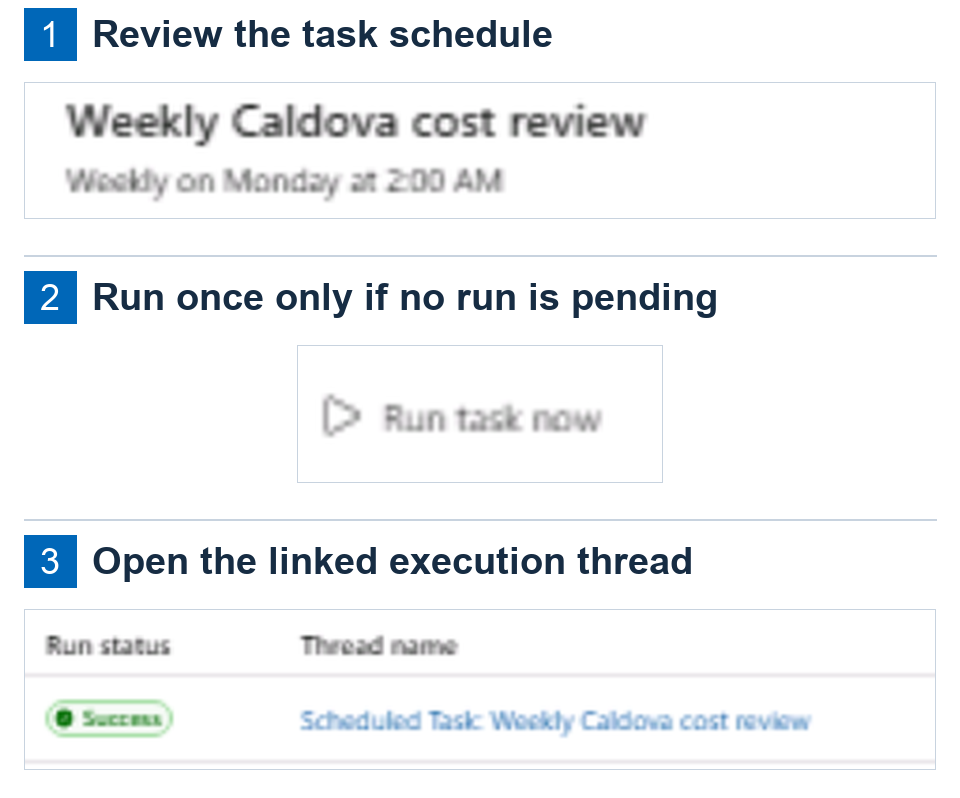 1 Review the task schedule
Weekly Caldova cost review
Weekly on Monday at 2:00 AM
2 Run once only if no run is pending
Run task now
3 Open the linked execution thread
Run status Thread name
Success Scheduled Task: Weekly Caldova cost review